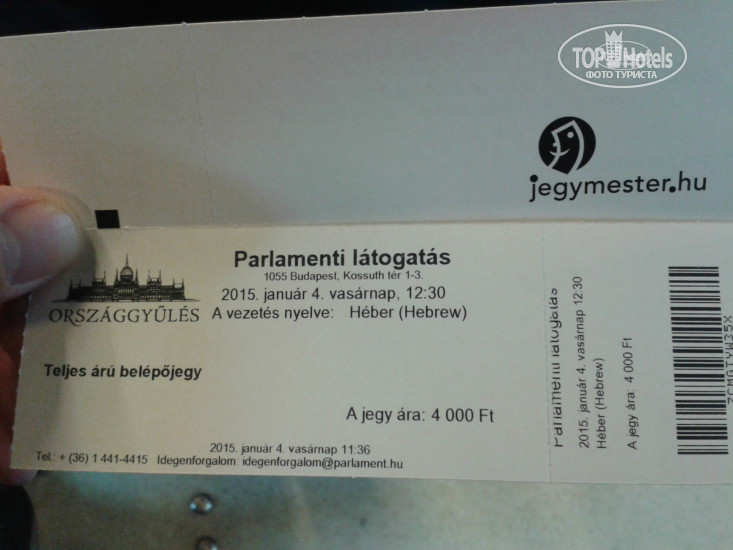 TOP Hotels
ФОТО ТУРИСТА
jegymester.hu
Parlamenti látogatás
1055 Budapest, Kossuth tér 1-3.
2015. január 4. vasárnap, 12:30
ORSZÁGGYŰLÉS
A vezetés nyelve: Héber (Hebrew)
Teljes árú belépőjegy
A jegy ára: 4 000 Ft
2015. január 4. vasárnap 11:36
Tel.: + (36) 1 441-4415 Idegenforgalom: idegenforgalom@parlament.hu
Parlamenti látogatás
2015. január 4. vasárnap 12:30
Héber (Hebrew)
A jegy ára: 4 000 Ft